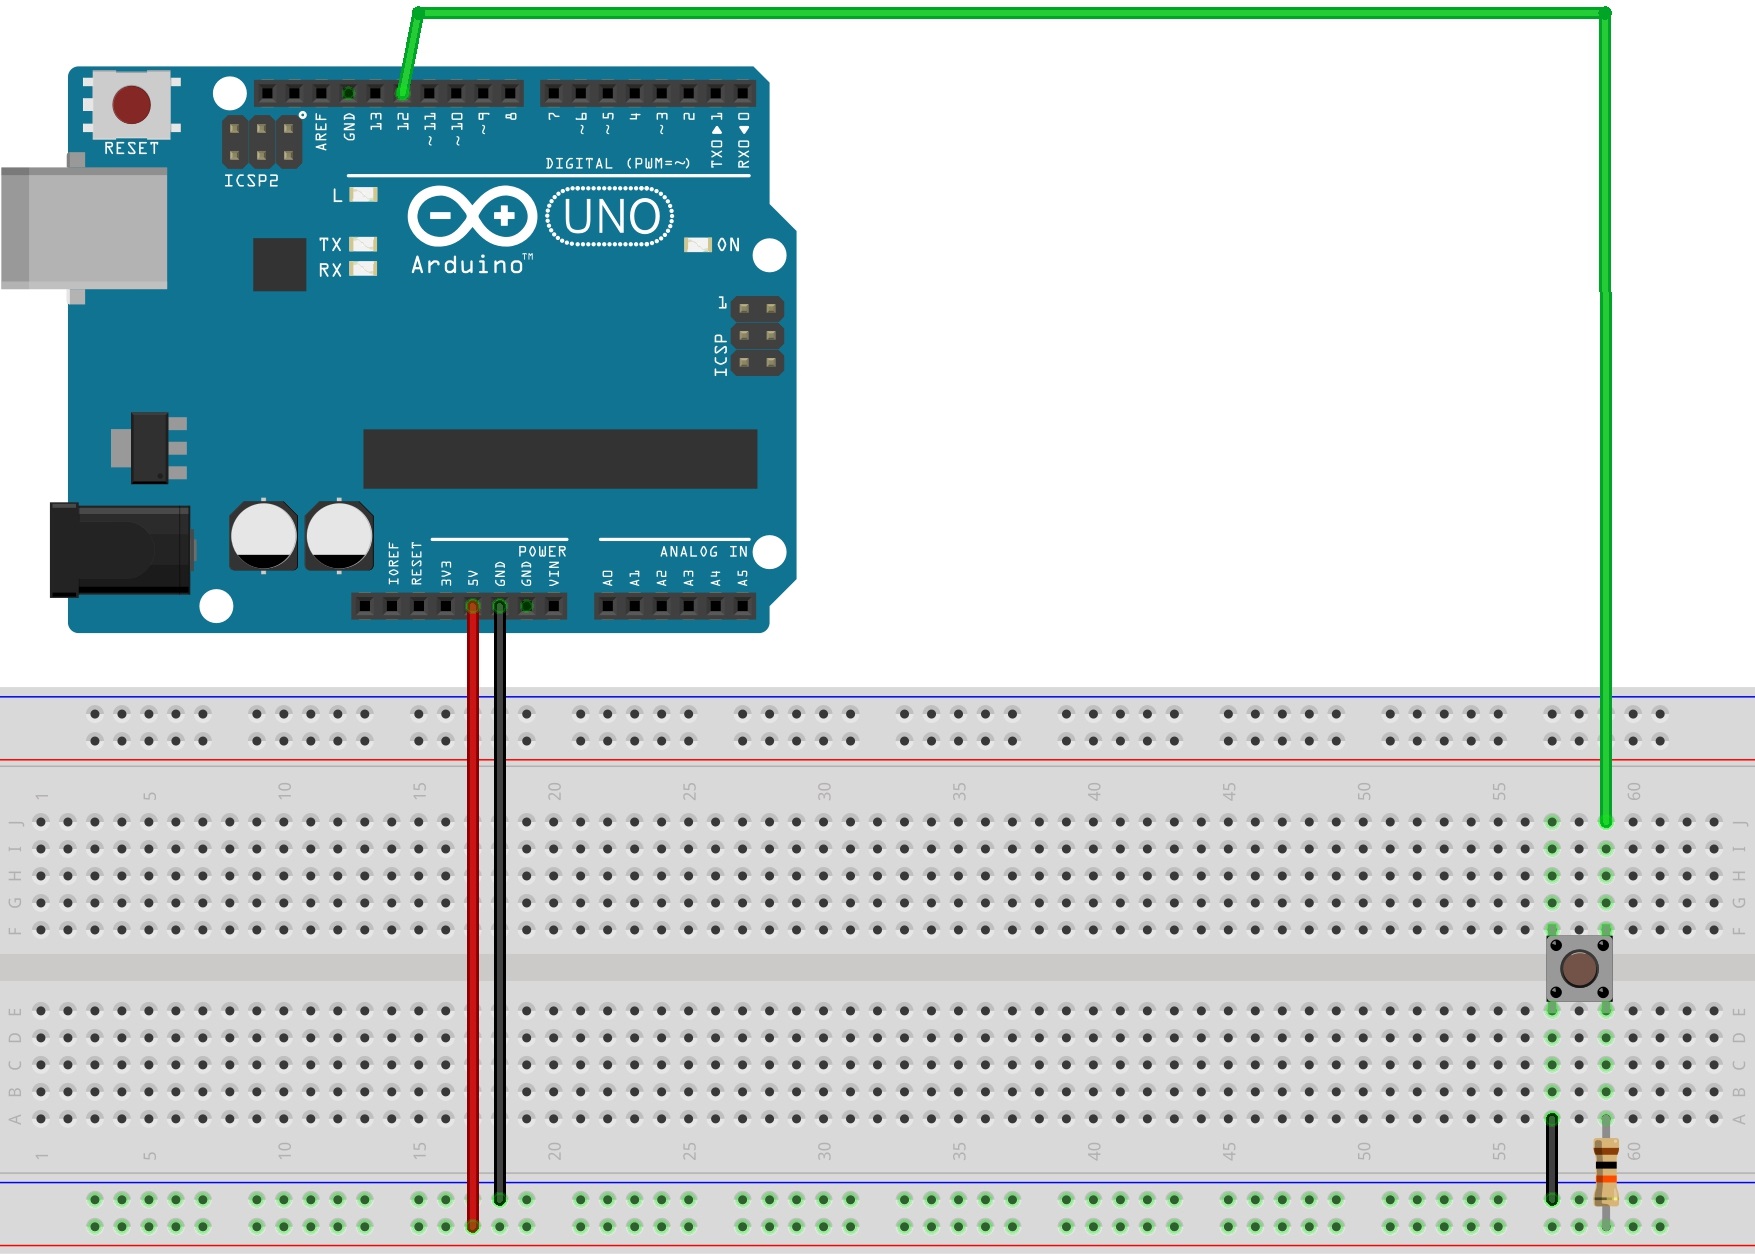 RESET
ICSP2
AREF
GND
13
12
~11
~10
~9
8
7
~6
~5
4
~3
2
TX0▶1
RX0◀0
DIGITAL (PWM=~)
L
TX
RX
UNO
Arduino™
ON
1
ICSP
IOREF
RESET
3V3
5V
GND
GND
VIN
POWER
ANALOG IN
A0
A1
A2
A3
A4
A5
1 5 10 15 20 25 30 35 40 45 50 55 60
J J
I I
H H
G G
F F
E E
D D
C C
B B
A A
1 5 10 15 20 25 30 35 40 45 50 55 60